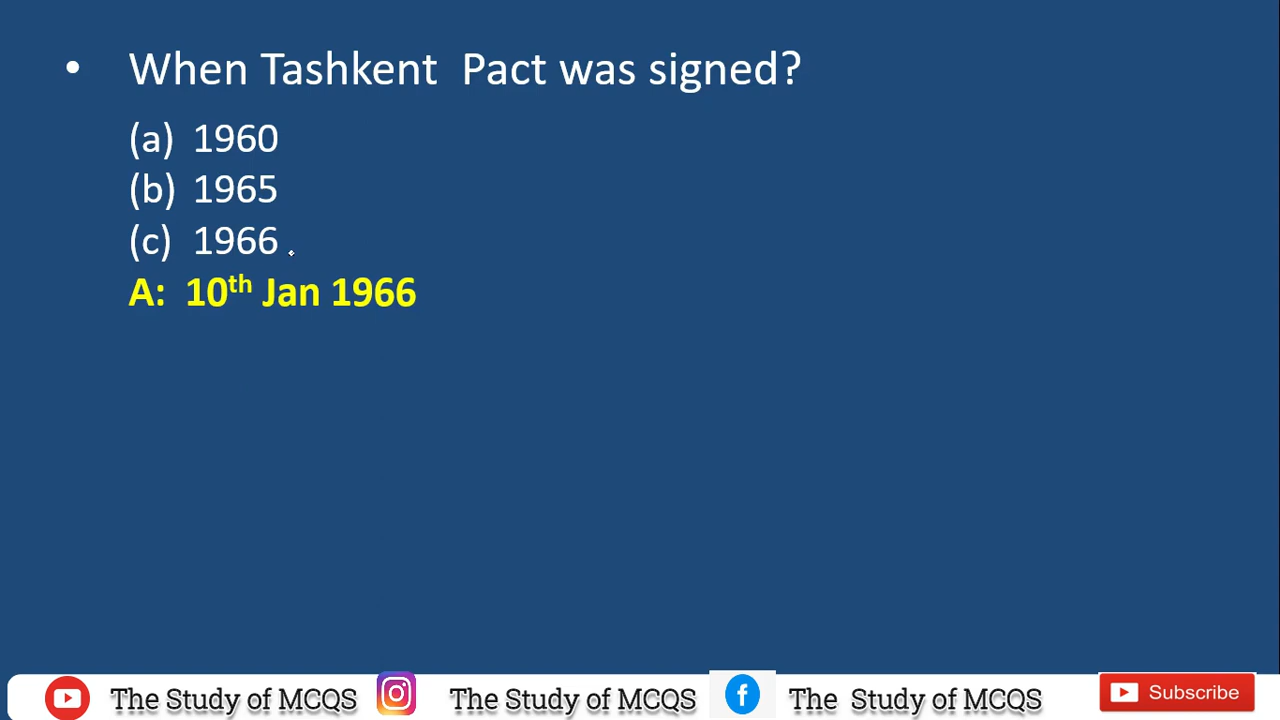 • When Tashkent  Pact was signed?
(a) 1960
(b) 1965
(c) 1966
A: 10th Jan 1966
The Study of MCQS The Study of MCQS The Study of MCQS Subscribe